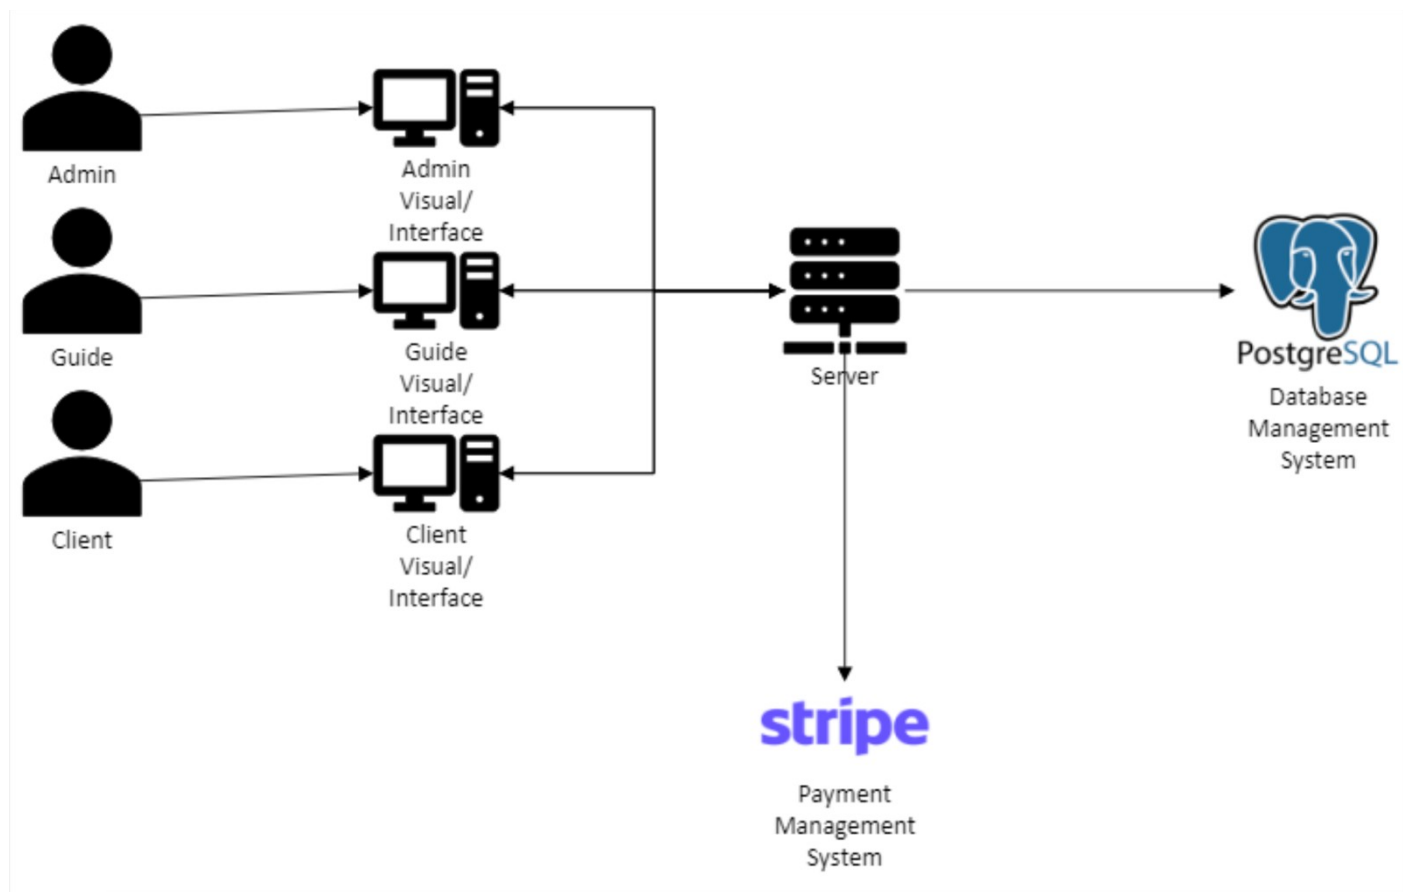 Admin
Admin
Visual/
Interface
Guide
Guide
Visual/
Interface
Client
Client
Visual/
Interface
Server
PostgreSQL
Database
Management
System
stripe
Payment
Management
System